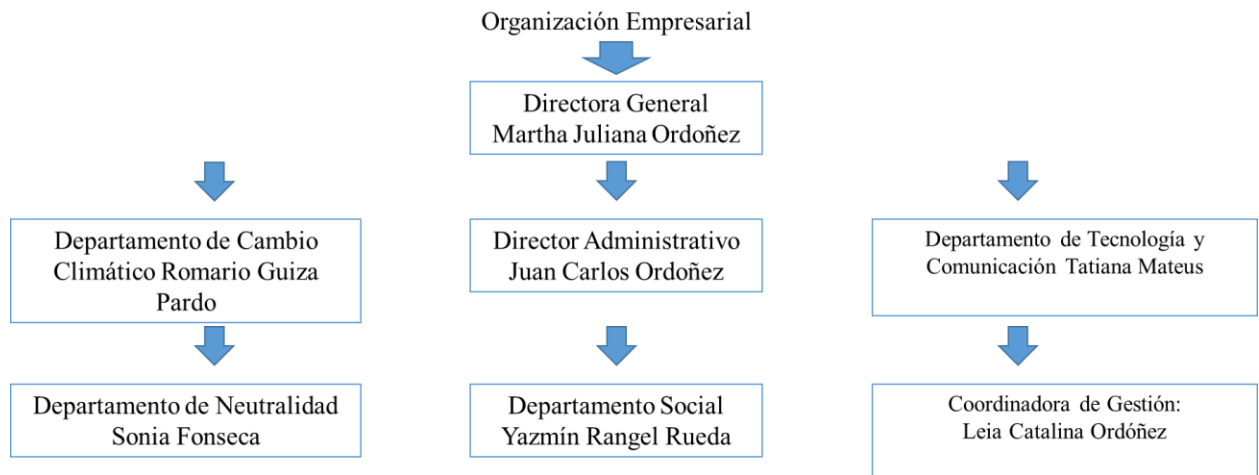 Organización Empresarial
Directora General
Martha Juliana Ordoñez
Departamento de Cambio
Climático Romario Guiza
Pardo
Director Administrativo
Juan Carlos Ordoñez
Departamento de Tecnología y
Comunicación Tatiana Mateus
Departamento de Neutralidad
Sonia Fonseca
Departamento Social
Yazmín Rangel Rueda
Coordinadora de Gestión:
Leia Catalina Ordóñez